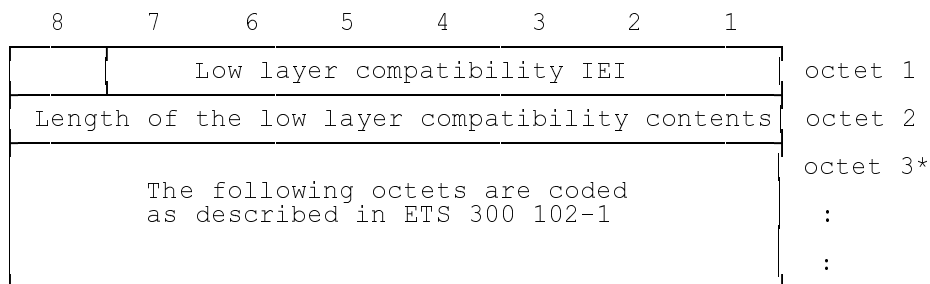 8 7 6 5 4 3 2 1
Low layer compatibility IEI octet 1
Length of the low layer compatibility contents octet 2
octet 3*
The following octets are coded
as described in ETS 300 102-1 :
: